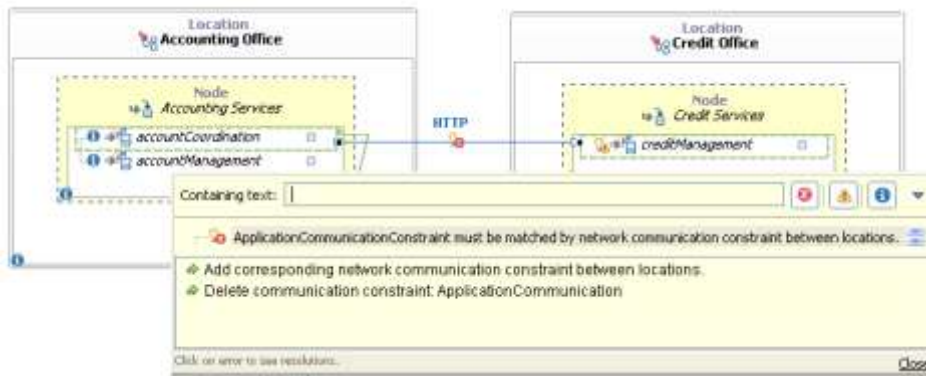 Location
Accounting Office
Location
Credit Office
Node
Accounting Services
accountCoordination
accountManagement
HTTP
Node
Credit Services
creditManagement
Containing text:
ApplicationCommunicationConstraint must be matched by network communication constraint between locations.
Add corresponding network communication constraint between locations.
Delete communication constraint: ApplicationCommunication
Click on error to see resolutions.
Close